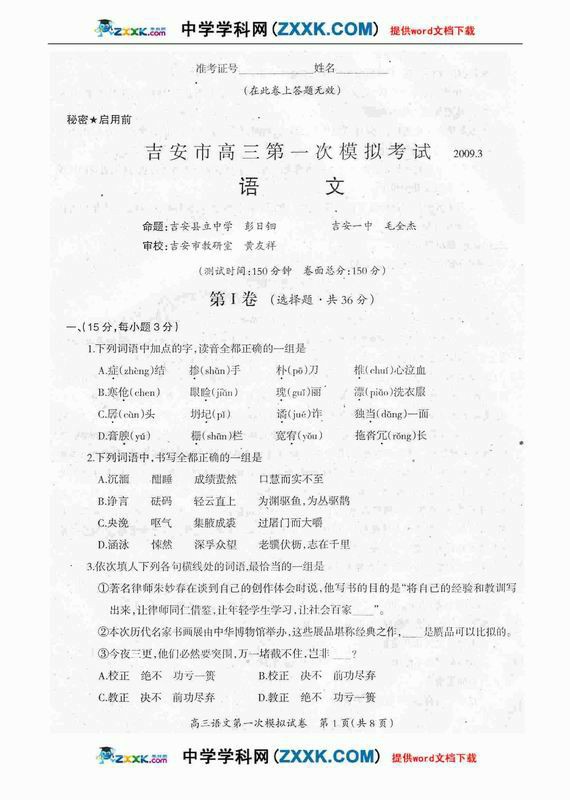 ZXXK.COM 中学学科网(ZXXK.COM) 提供word文档下载
准考证号 姓名
(在此卷上答题无效)
秘密★启用前
吉安市高三第一次模拟考试 2009.3
语 文
命题:吉安县立中学 彭日钿 吉安一中 毛全杰
审校:吉安市教研室 黄友祥
(测试时间:150分钟 卷面总分:150分)
第Ⅰ卷 (选择题·共36分)
一、(15分,每小题3分)
1.下列词语中加点的字,读音全都正确的一组是
A.症(zhèng)结 掺(shǎn)手 朴(pō)刀 椎(chuí)心泣血
B.寒伧(chen) 眼睑(jiǎn) 瑰(guī)丽 漂(piǎo)洗衣服
C.孱(càn)头 圮(pǐ) 谲(jué)诈 独当(dāng)一面
D.膏腴(yú) 栅(shān)栏 宽宥(yòu) 拖沓冗(rǒng)长
2.下列词语中,书写全都正确的一组是
A.沉湎 酣睡 成绩蜚然 口慧而实不至
B.诤言 砝码 轻云直上 为渊驱鱼,为丛驱鹊
C.央浼 呕气 集腋成裘 过屠门而大嚼
D.涵泳 悚然 深孚众望 老骥伏枥,志在千里
3.依次填入下列各句横线处的词语,最恰当的一组是
①著名律师朱妙春在谈到自己的创作体会时说,他写书的目的是“将自己的经验和教训写
出来,让律师同仁借鉴,让年轻学生学习,让社会百家____”。
②本次历代名家书画展由中华博物馆举办,这些展品堪称经典之作,____是赝品可以比拟的。
③今夜三更,他们必然要突围,万一堵截不住,岂非____?
A.校正 绝不 功亏一篑 B.校正 决不 前功尽弃
C.教正 决不 前功尽弃 D.教正 绝不 功亏一篑
高三语文第一次模拟试卷 第1页(共8页)
ZXXK.com 中学学科网(ZXXK.COM) 提供word文档下载